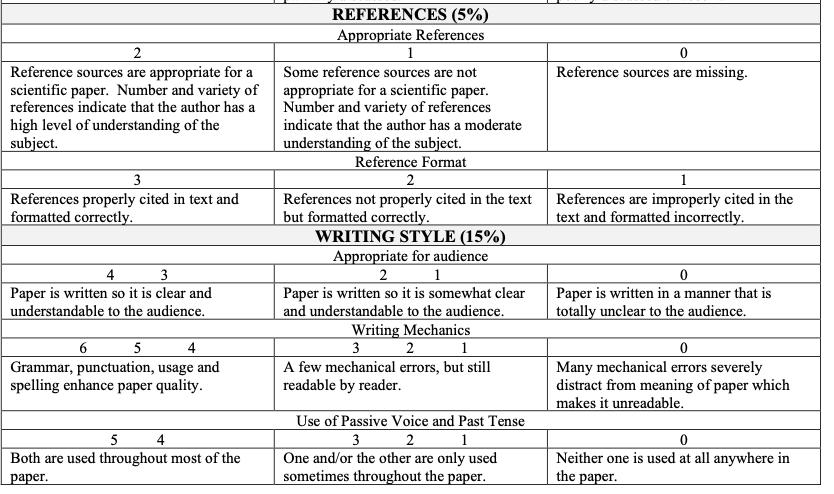 REFERENCES (5%)
Appropriate References
2 1 0
Reference sources are appropriate for a
scientific paper. Number and variety of
references indicate that the author has a
high level of understanding of the
subject.
Some reference sources are not
appropriate for a scientific paper.
Number and variety of references
indicate that the author has a moderate
understanding of the subject.
Reference sources are missing.
Reference Format
3 2 1
References properly cited in text and
formatted correctly.
References not properly cited in the text
but formatted correctly.
References are improperly cited in the
text and formatted incorrectly.
WRITING STYLE (15%)
Appropriate for audience
4 3 2 1 0
Paper is written so it is clear and
understandable to the audience.
Paper is written so it is somewhat clear
and understandable to the audience.
Paper is written in a manner that is
totally unclear to the audience.
Writing Mechanics
6 5 4 3 2 1 0
Grammar, punctuation, usage and
spelling enhance paper quality.
A few mechanical errors, but still
readable by reader.
Many mechanical errors severely
distract from meaning of paper which
makes it unreadable.
Use of Passive Voice and Past Tense
5 4 3 2 1 0
Both are used throughout most of the
paper.
One and/or the other are only used
sometimes throughout the paper.
Neither one is used at all anywhere in
the paper.